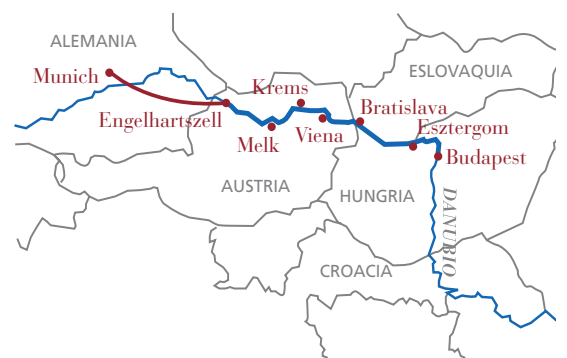 ALEMANIA
Munich
Krems
ESLOVAQUIA
Engelhartszell
Bratislava
Viena
Esztergom
Melk
Budapest
AUSTRIA
HUNGRIA
DANUBIO
CROACIA